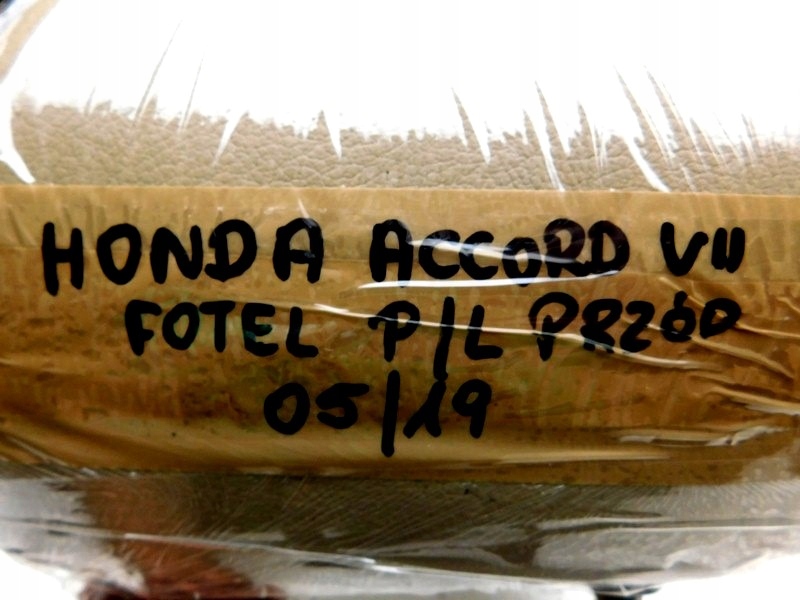 HONDA ACCORD VII
FOTEL P/L PRZÓD
05/19